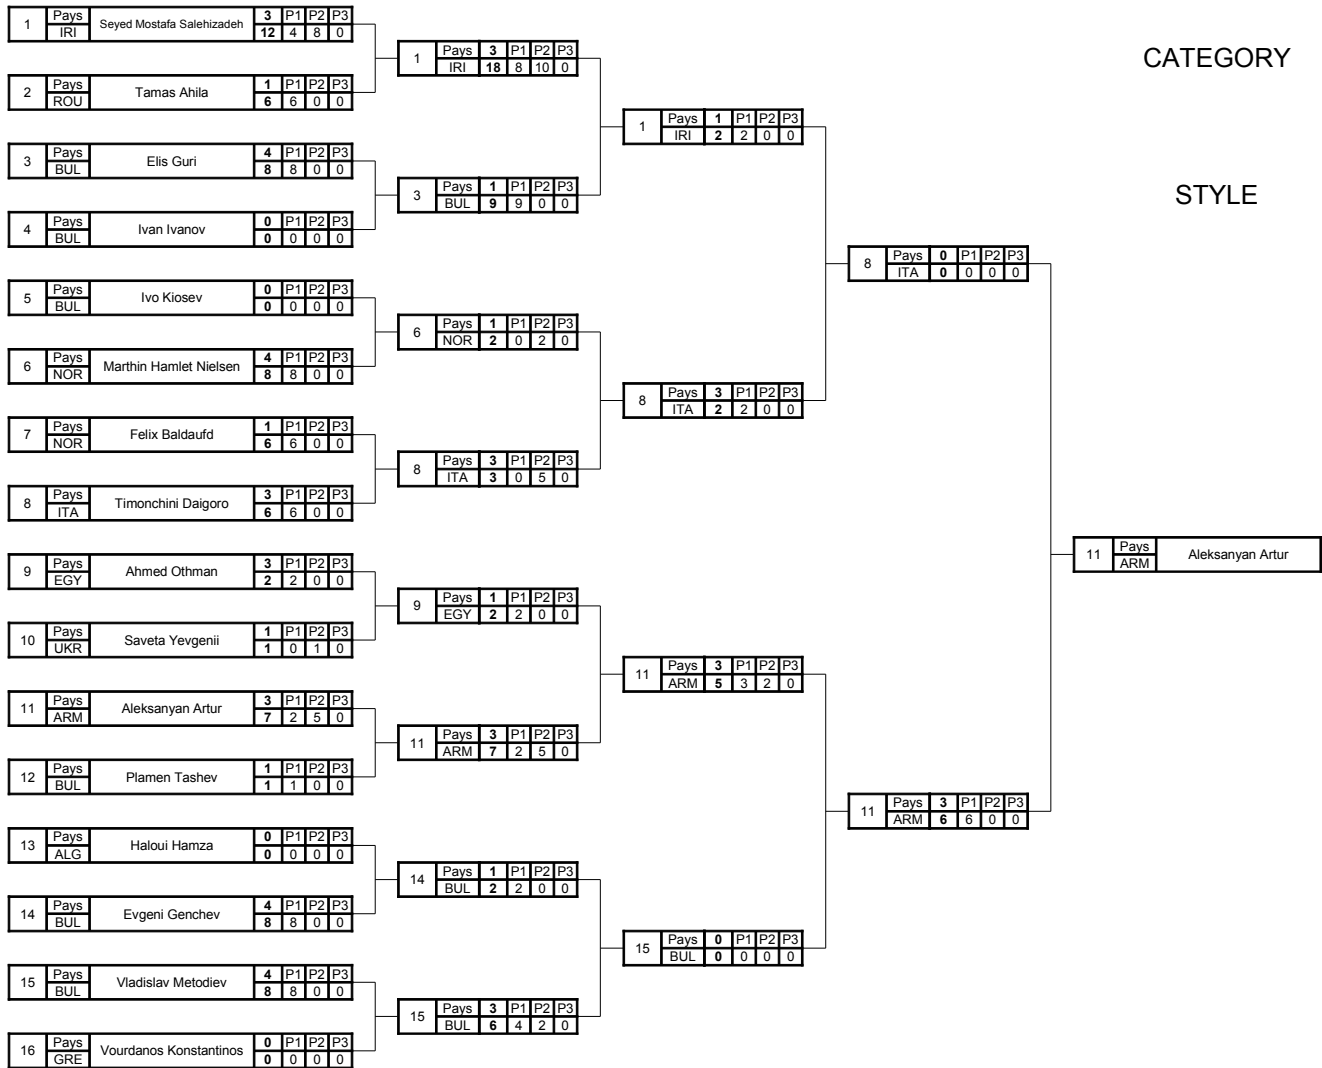 1 Pays Seyed Mostafa Salehizadeh 3 P1 P2 P3
IRI 12 4 8 0
2 Pays Tamas Ahila 1 P1 P2 P3
ROU 6 6 0 0
3 Pays Elis Guri 4 P1 P2 P3
BUL 8 8 0 0
4 Pays Ivan Ivanov 0 P1 P2 P3
BUL 0 0 0 0
5 Pays Ivo Kiosev 0 P1 P2 P3
BUL 0 0 0 0
6 Pays Marthin Hamlet Nielsen 4 P1 P2 P3
NOR 8 8 0 0
7 Pays Felix Baldaufd 1 P1 P2 P3
NOR 6 6 0 0
8 Pays Timonchini Daigoro 3 P1 P2 P3
ITA 6 6 0 0
9 Pays Ahmed Othman 3 P1 P2 P3
EGY 2 2 0 0
10 Pays Saveta Yevgenii 1 P1 P2 P3
UKR 1 0 1 0
11 Pays Aleksanyan Artur 3 P1 P2 P3
ARM 7 2 5 0
12 Pays Plamen Tashev 1 P1 P2 P3
BUL 1 1 0 0
13 Pays Haloui Hamza 0 P1 P2 P3
ALG 0 0 0 0
14 Pays Evgeni Genchev 4 P1 P2 P3
BUL 8 8 0 0
15 Pays Vladislav Metodiev 4 P1 P2 P3
BUL 8 8 0 0
16 Pays Vourdanos Konstantinos 0 P1 P2 P3
GRE 0 0 0 0
1 Pays 3 P1 P2 P3
IRI 18 8 10 0
3 Pays 1 P1 P2 P3
BUL 9 9 0 0
6 Pays 1 P1 P2 P3
NOR 2 0 2 0
8 Pays 3 P1 P2 P3
ITA 3 0 5 0
9 Pays 1 P1 P2 P3
EGY 2 2 0 0
11 Pays 3 P1 P2 P3
ARM 7 2 5 0
14 Pays 1 P1 P2 P3
BUL 2 2 0 0
15 Pays 3 P1 P2 P3
BUL 6 4 2 0
1 Pays 1 P1 P2 P3
IRI 2 2 0 0
8 Pays 3 P1 P2 P3
ITA 2 2 0 0
11 Pays 3 P1 P2 P3
ARM 5 3 2 0
15 Pays 0 P1 P2 P3
BUL 0 0 0 0
8 Pays 0 P1 P2 P3
ITA 0 0 0 0
11 Pays 3 P1 P2 P3
ARM 6 6 0 0
CATEGORY
STYLE
11 Pays Aleksanyan Artur
ARM